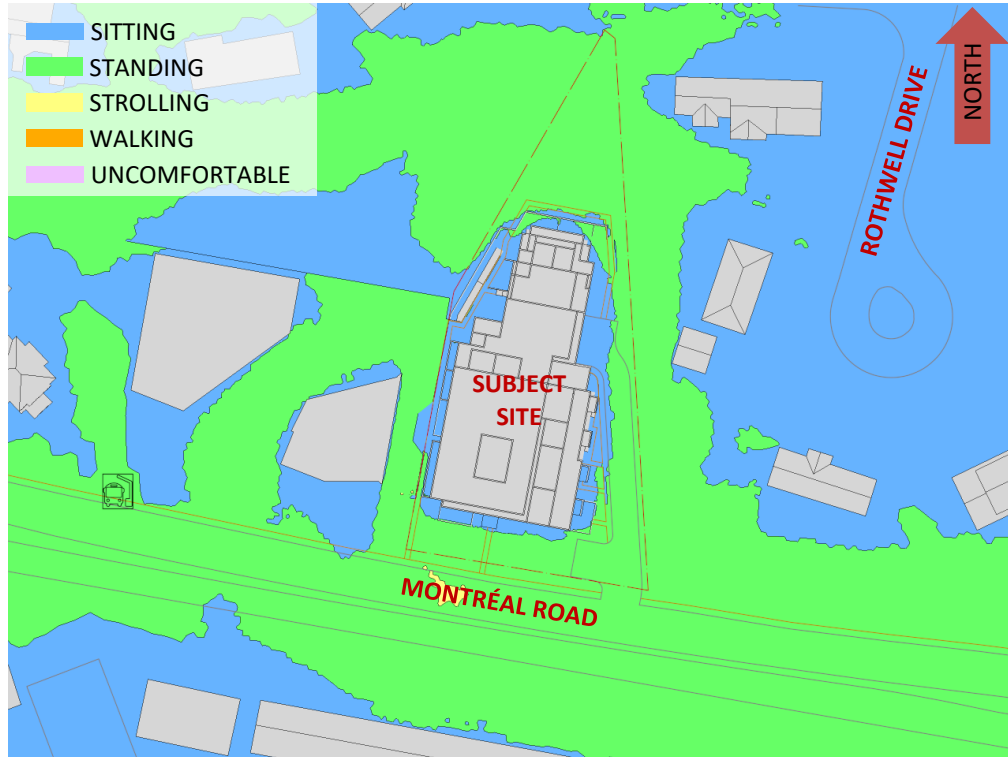 SITTING
STANDING
STROLLING
WALKING
UNCOMFORTABLE
NORTH
ROTHWELL DRIVE
SUBJECT
SITE
MONTRÉAL ROAD